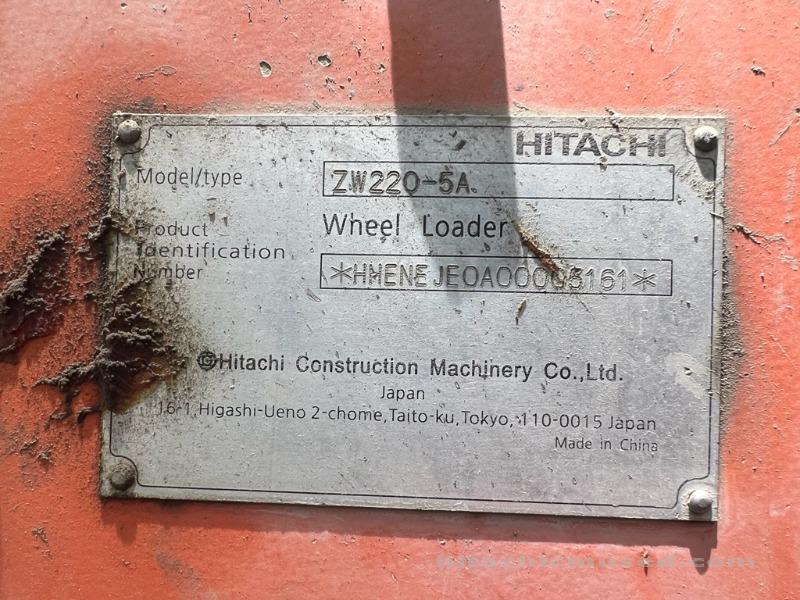 HITACHI
Model/type ZW220-5A
Product Identification Number
Wheel Loader
*HMENEJE0A00005161*
Hitachi Construction Machinery Co.,Ltd.
Japan
16-1,Higashi-Ueno 2-chome,Taito-ku,Tokyo, 110-0015 Japan
Made in China